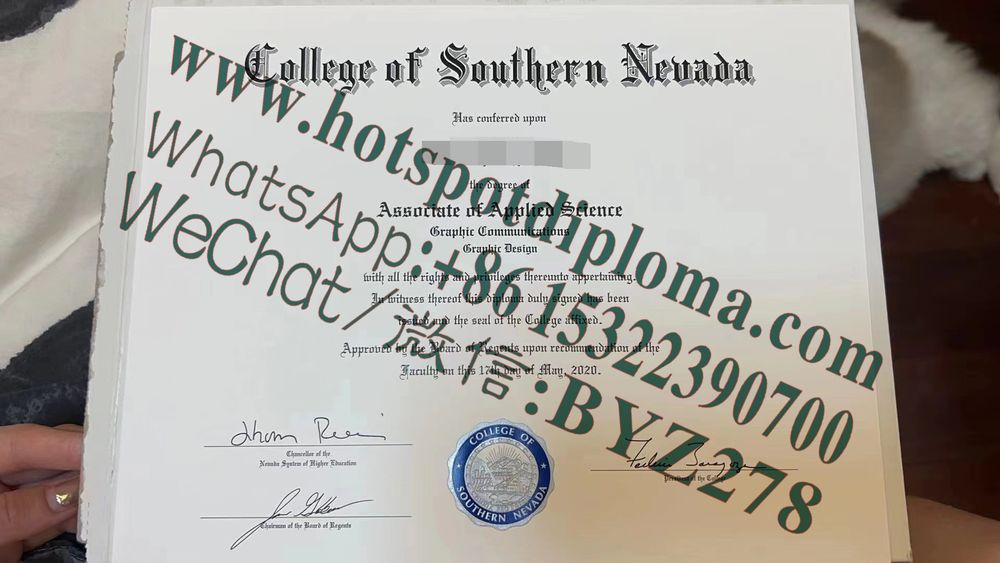 College of Southern Nevada
Has conferred upon
the degree of
Associate of Applied Science
Graphic Communications
Graphic Design
with all the rights and privileges thereunto appertaining.
In witness thereof this diploma duly signed has been
issued and the seal of the College affixed.
Approved by the Board of Regents upon recommendation of the
Faculty on this 17th day of May, 2020.
Chancellor of the
Nevada System of Higher Education
Chairman of the Board of Regents
COLLEGE OF
SOUTHERN NEVADA
President of the College
www.hotspotdiploma.com
WhatsApp:+86 15322390700
WeChat/微信:BYZ278